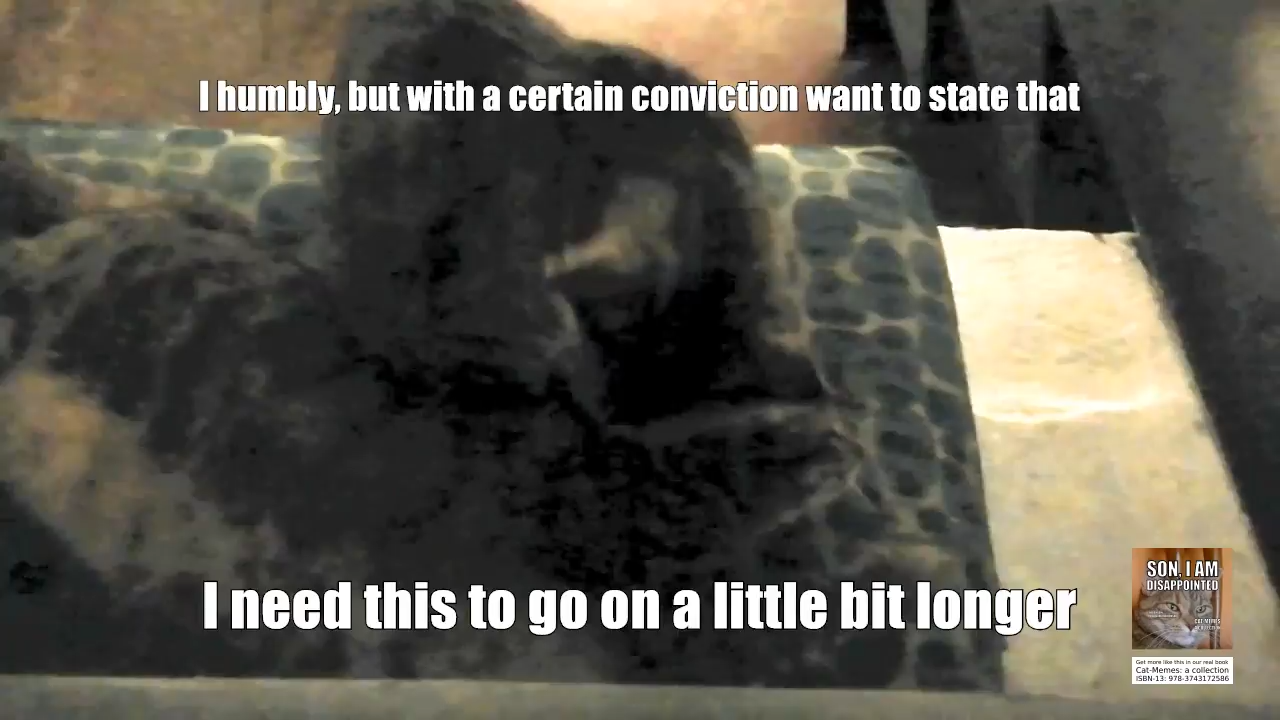 I humbly, but with a certain conviction want to state that
I need this to go on a little bit longer
SON, I AM
DISAPPOINTED
Get more like this in our real book
Cat-Memes: a collection
ISBN-13: 978-3743172586